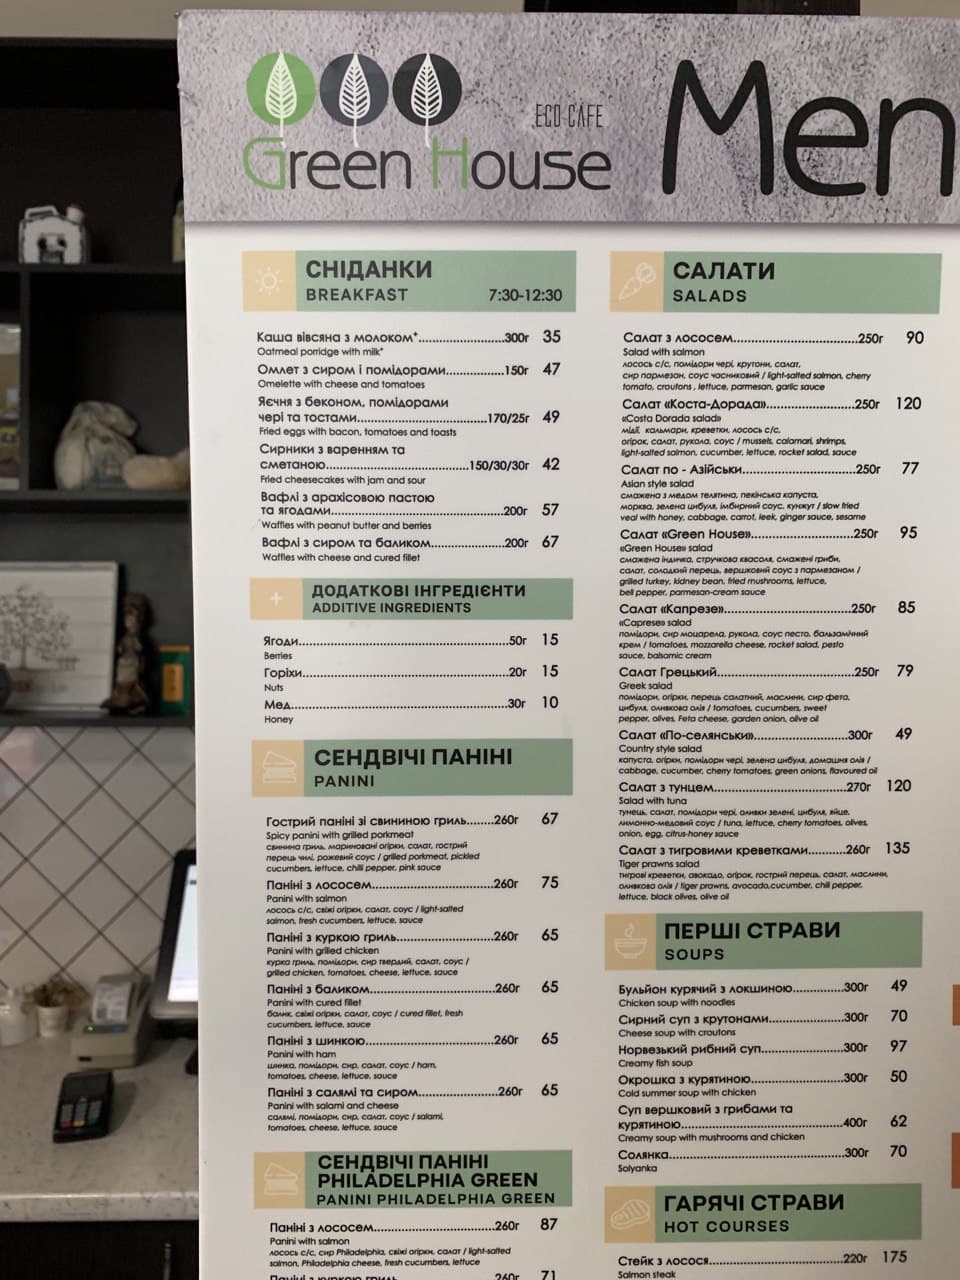 ECO-CAFE
Green House
Men
СНІДАНКИ
BREAKFAST 7:30-12:30
Каша вівсяна з молоком*...300г 35
Oatmeal porridge with milk*
Омлет з сиром і помідорами...150г 47
Omelette with cheese and tomatoes
Яєчня з беконом, помідорами
чері та тостами...170/25г 49
Fried eggs with bacon, tomatoes and toasts
Сирники з варенням та
сметаною...150/30/30г 42
Fried cheesecakes with jam and sour
Вафлі з арахісовою пастою
та ягодами...200г 57
Waffles with peanut butter and berries
Вафлі з сиром та баликом...200г 67
Waffles with cheese and cured fillet
ДОДАТКОВІ ІНГРЕДІЄНТИ
ADDITIVE INGREDIENTS
Ягоди...50г 15
Berries
Горіхи...20г 15
Nuts
Мед...30г 10
Honey
СЕНДВІЧІ ПАНІНІ
PANINI
Гострий паніні зі свининою гриль...260г 67
Spicy panini with grilled porkmeat
свинина гриль, мариновані огірки, салат, гострий
перець чилі, рожевий соус / grilled porkmeat, pickled
cucumbers, lettuce, chilli pepper, pink sauce
Паніні з лососем...260г 75
Panini with salmon
лосось с/с, свіжі огірки, салат, соус / light-salted
salmon, fresh cucumbers, lettuce, sauce
Паніні з куркою гриль...260г 65
Panini with grilled chicken
курка гриль, помідори, сир твердий, салат, соус /
grilled chicken, tomatoes, cheese, lettuce, sauce
Паніні з баликом...260г 65
Panini with cured fillet
балик, свіжі огірки, салат, соус / cured fillet, fresh
cucumbers, lettuce, sauce
Паніні з шинкою...260г 65
Panini with ham
шинка, помідори, сир, салат, соус / ham,
tomatoes, cheese, lettuce, sauce
Паніні з салямі та сиром...260г 65
Panini with salami and cheese
салямі, помідори, сир, салат, соус / salami,
tomatoes, cheese, lettuce, sauce
СЕНДВІЧІ ПАНІНІ
PHILADELPHIA GREEN
PANINI PHILADELPHIA GREEN
Паніні з лососем...260г 87
Panini with salmon
лосось с/с, сир Philadelphia, свіжі огірки, салат / light-salted
salmon, Philadelphia cheese, fresh cucumbers, lettuce
Паніні з куркою гриль...260г 71
САЛАТИ
SALADS
Салат з лососем...250г 90
Salad with salmon
лосось с/с, помідори чері, крутони, салат,
сир пармезан, соус часниковий / light-salted salmon, cherry
tomato, croutons, lettuce, parmesan, garlic sauce
Салат «Коста-Дорада»...250г 120
«Costa Dorada salad»
мідії, кальмари, креветки, лосось с/с,
огірок, салат, рукола, соус / mussels, calamari, shrimps,
light-salted salmon, cucumber, lettuce, rocket salad, sauce
Салат по - Азійськи...250г 77
Asian style salad
смажена з медом телятина, пекінська капуста,
морква, зелена цибуля, імбирний соус, кунжут / slow fried
veal with honey, cabbage, carrot, leek, ginger sauce, sesame
Салат «Green House»...250г 95
«Green House» salad
смажена індичка, стручкова квасоля, смажені гриби,
салат, солодкий перець, вершковий соус з пармезаном /
grilled turkey, kidney bean, fried mushrooms, lettuce,
bell pepper, parmesan-cream sauce
Салат «Капрезе»...250г 85
«Caprese» salad
помідори, сир моцарела, рукола, соус песто, бальзамічний
крем / tomatoes, mozzarella cheese, rocket salad, pesto
sauce, balsamic cream
Салат Грецький...250г 79
Greek salad
помідори, огірки, перець салатний, маслини, сир фета,
цибуля, оливкова олія / tomatoes, cucumbers, sweet
pepper, olives, Feta cheese, garden onion, olive oil
Салат «По-селянськи»...300г 49
Country style salad
капуста, огірки, помідори чері, зелена цибуля, домашня олія /
cabbage, cucumber, cherry tomatoes, green onions, flavoured oil
Салат з тунцем...270г 120
Salad with tuna
тунець, салат, помідори чері, оливки зелені, цибуля, яйце,
лимонно-медовий соус / tuna, lettuce, cherry tomatoes, olives,
onion, egg, citrus-honey sauce
Салат з тигровими креветками...260г 135
Tiger prawns salad
тигрові креветки, авокадо, огірок, гострий перець, салат, маслини,
оливкова олія / tiger prawns, avocado,cucumber, chili pepper,
lettuce, black olives, olive oil
ПЕРШІ СТРАВИ
SOUPS
Бульйон курячий з локшиною...300г 49
Chicken soup with noodles
Сирний суп з крутонами...300г 70
Cheese soup with croutons
Норвезький рибний суп...300г 97
Creamy fish soup
Окрошка з курятиною...300г 50
Cold summer soup with chicken
Суп вершковий з грибами та
курятиною...400г 62
Creamy soup with mushrooms and chicken
Солянка...300г 70
Solyanka
ГАРЯЧІ СТРАВИ
HOT COURSES
Стейк з лосося...220г 175
Salmon steak